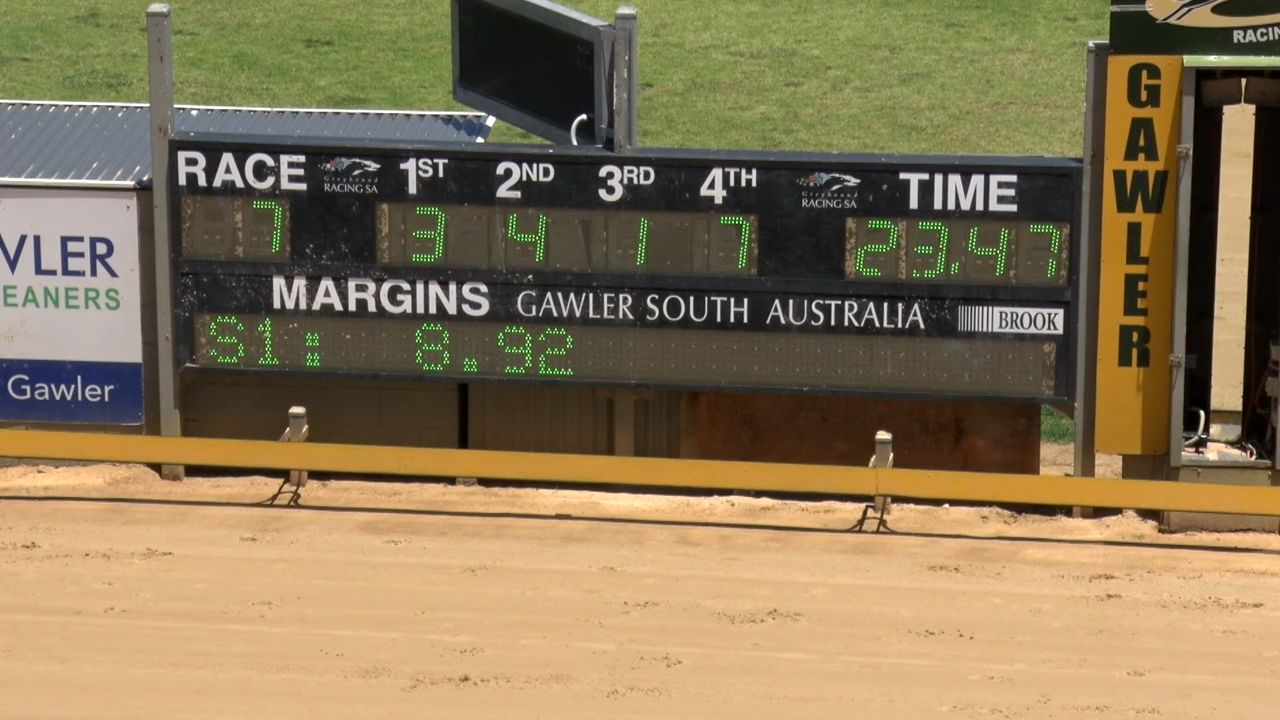 RACIN
GAWLER
RACE Greyhound RACING SA 1ST 2ND 3RD 4TH Greyhound RACING SA TIME
7 3 4 1 7 23.47
MARGINS GAWLER SOUTH AUSTRALIA BROOK
S1: 8.92
VLER
EANERS
Gawler